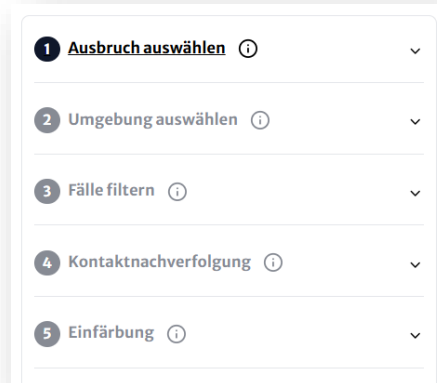 1 Ausbruch auswählen
2 Umgebung auswählen
3 Fälle filtern
4 Kontaktnachverfolgung
5 Einfärbung